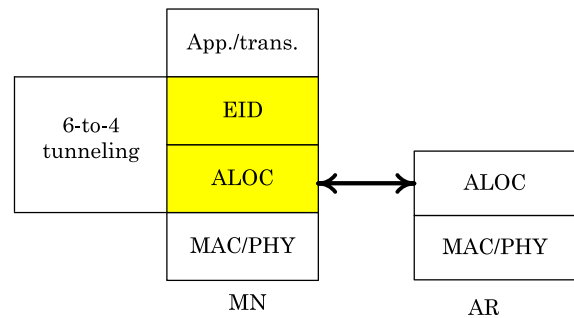 App./trans.
EID
6-to-4
tunneling
ALOC
ALOC
MAC/PHY
MAC/PHY
MN
AR